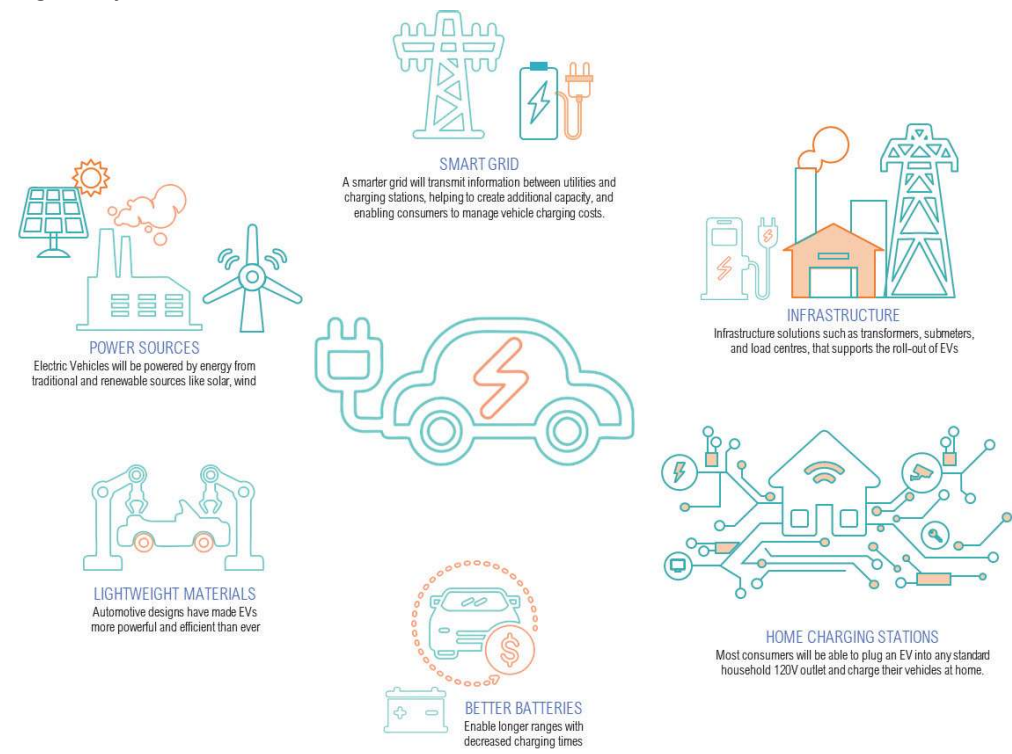 SMART GRID
A smarter grid will transmit information between utilities and
charging stations, helping to create additional capacity, and
enabling consumers to manage vehicle charging costs.
INFRASTRUCTURE
Infrastructure solutions such as transformers, submeters,
and load centres, that supports the roll-out of EVs
POWER SOURCES
Electric Vehicles will be powered by energy from
traditional and renewable sources like solar, wind
LIGHTWEIGHT MATERIALS
Automotive designs have made EVs
more powerful and efficient than ever
HOME CHARGING STATIONS
Most consumers will be able to plug an EV into any standard
household 120V outlet and charge their vehicles at home.
$
BETTER BATTERIES
Enable longer ranges with
decreased charging times